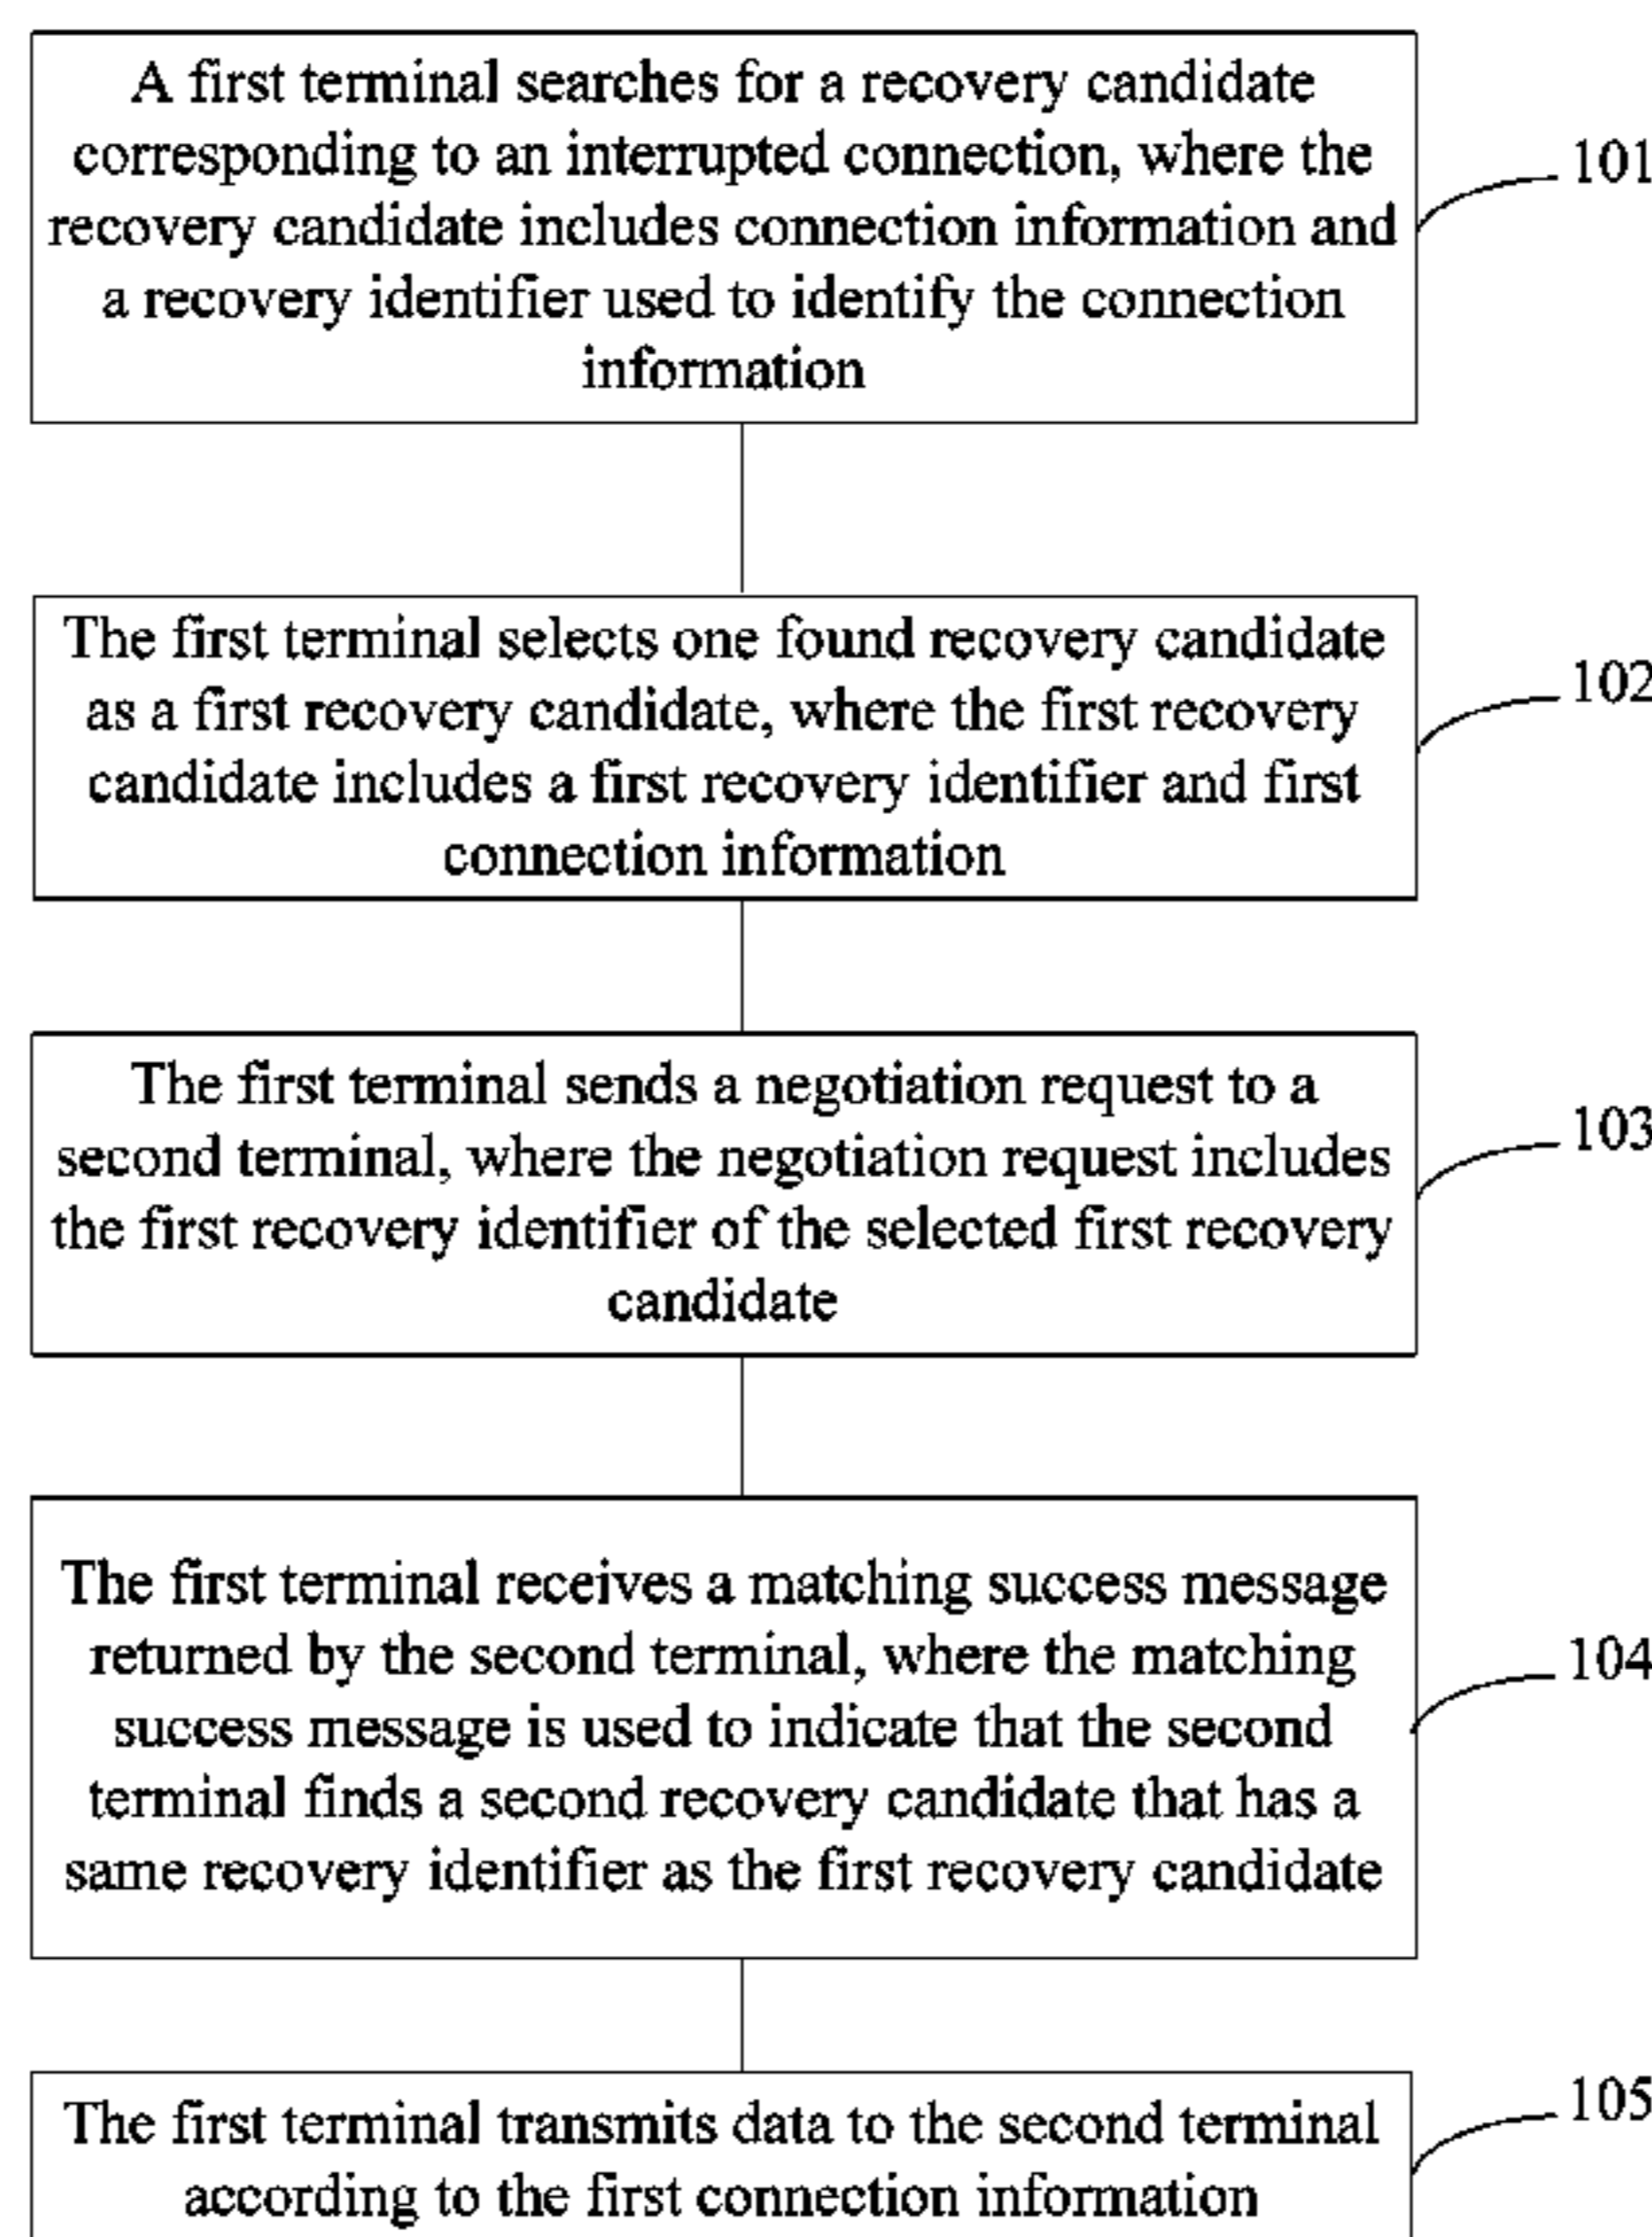 A first terminal searches for a recovery candidate
corresponding to an interrupted connection, where the
recovery candidate includes connection information and
a recovery identifier used to identify the connection
information
101
The first terminal selects one found recovery candidate
as a first recovery candidate, where the first recovery
candidate includes a first recovery identifier and first
connection information
102
The first terminal sends a negotiation request to a
second terminal, where the negotiation request includes
the first recovery identifier of the selected first recovery
candidate
103
The first terminal receives a matching success message
returned by the second terminal, where the matching
success message is used to indicate that the second
terminal finds a second recovery candidate that has a
same recovery identifier as the first recovery candidate
104
The first terminal transmits data to the second terminal
according to the first connection information
105